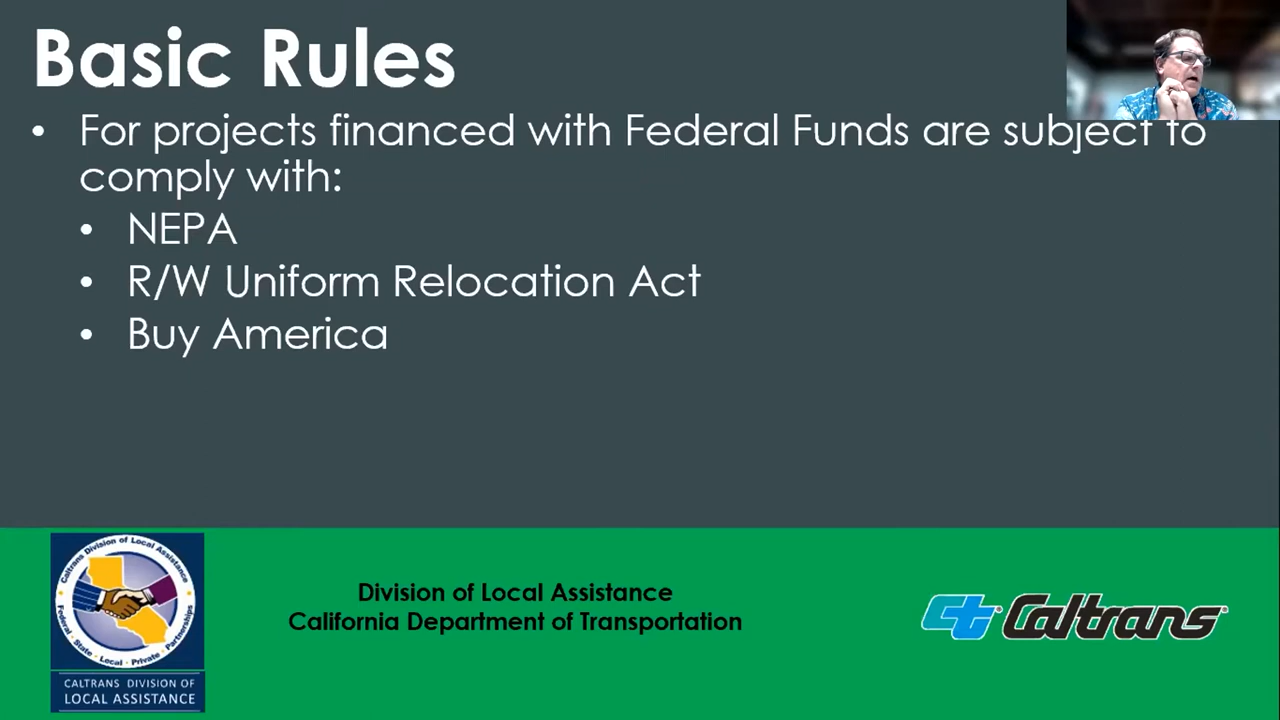 Basic Rules
• For projects financed with Federal Funds are subject to
comply with:
• NEPA
• R/W Uniform Relocation Act
• Buy America
Caltrans Division of Local Assistance
Federal · State · Local · Private · Partnerships
CALTRANS DIVISION OF
LOCAL ASSISTANCE
Division of Local Assistance
California Department of Transportation
ct Caltrans